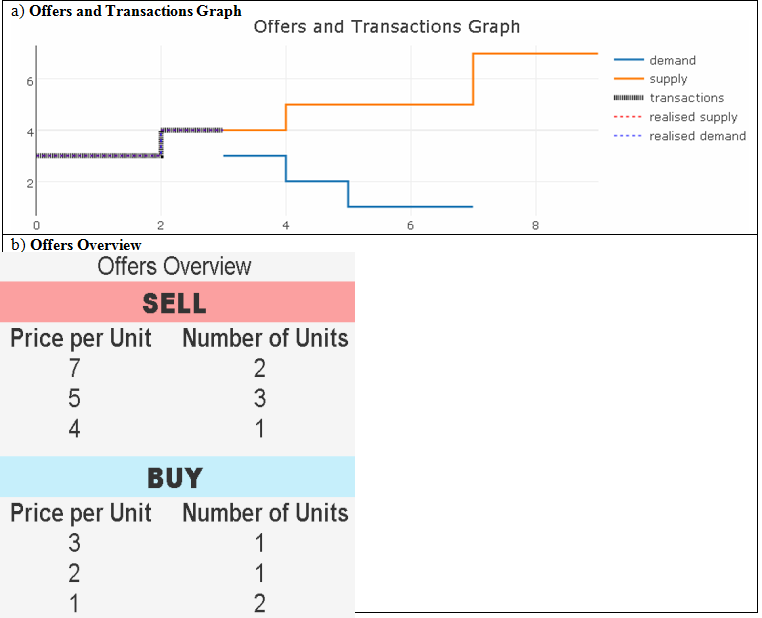 a) Offers and Transactions Graph
Offers and Transactions Graph
demand
supply
transactions
realised supply
realised demand
6
4
2
0 2 4 6 8
b) Offers Overview
Offers Overview
SELL
Price per Unit Number of Units
7 2
5 3
4 1
BUY
Price per Unit Number of Units
3 1
2 1
1 2